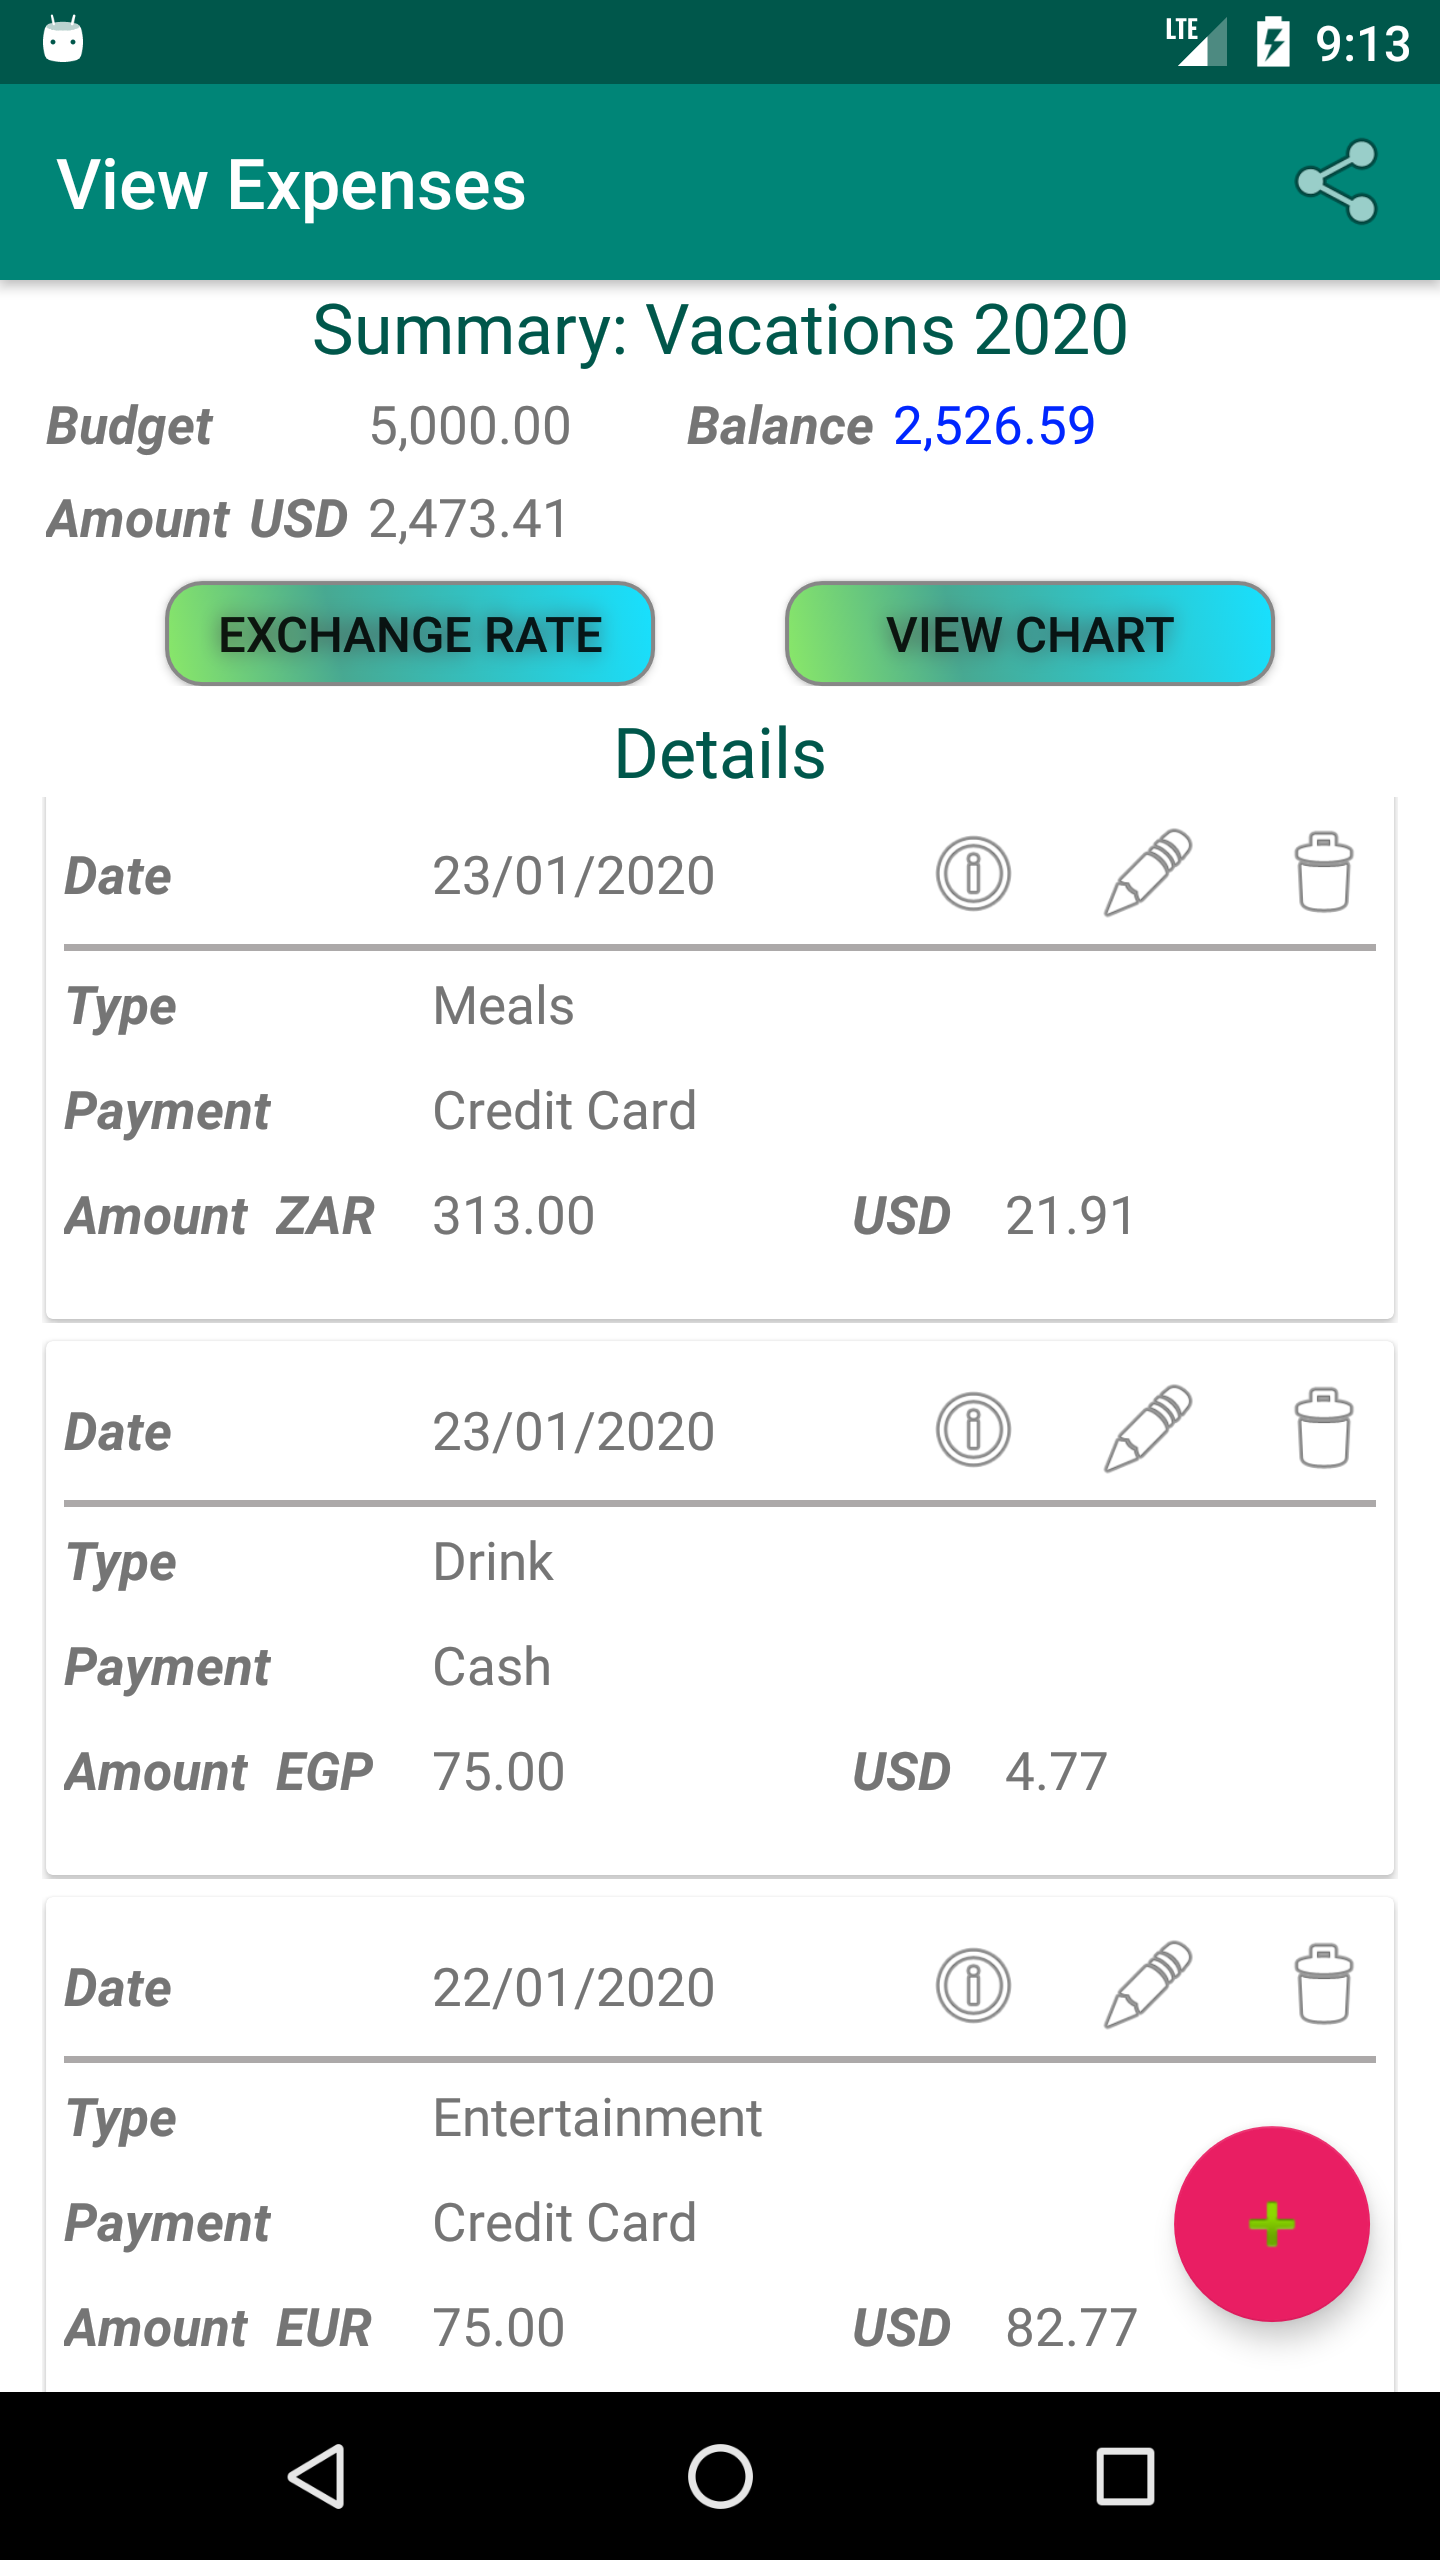 LTE 9:13
View Expenses
Summary: Vacations 2020
Budget 5,000.00 Balance 2,526.59
Amount USD 2,473.41
EXCHANGE RATE VIEW CHART
Details
Date 23/01/2020
Type Meals
Payment Credit Card
Amount ZAR 313.00 USD 21.91
Date 23/01/2020
Type Drink
Payment Cash
Amount EGP 75.00 USD 4.77
Date 22/01/2020
Type Entertainment
Payment Credit Card
Amount EUR 75.00 USD 82.77